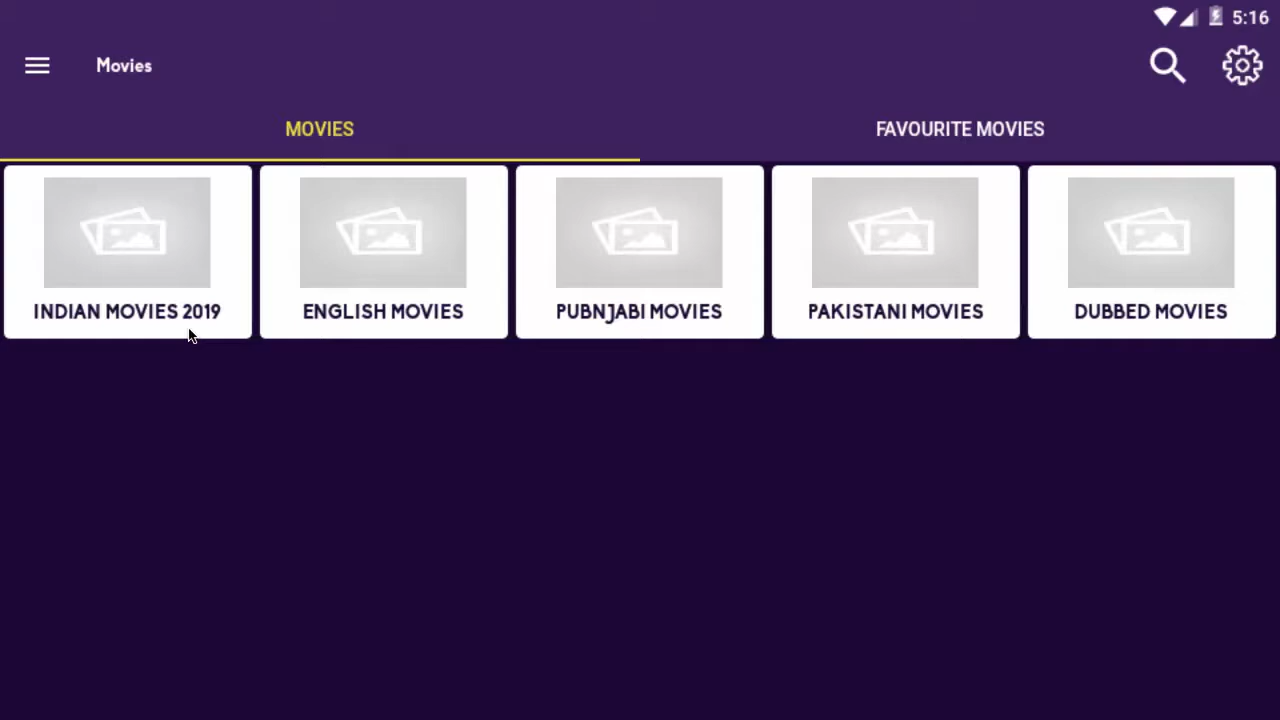 5:16
Movies
MOVIES
FAVOURITE MOVIES
INDIAN MOVIES 2019
ENGLISH MOVIES
PUBNJABI MOVIES
PAKISTANI MOVIES
DUBBED MOVIES